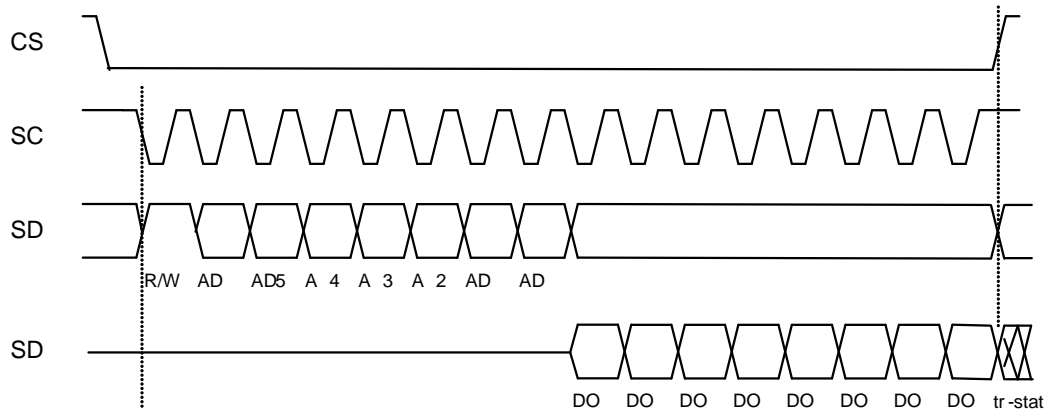 CS
SC
SD
R/W AD AD5 A 4 A 3 A 2 AD AD
SD
DO DO DO DO DO DO DO DO tr-stat